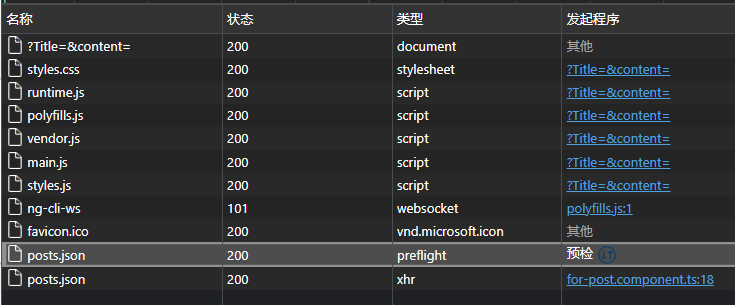 名称 状态 类型 发起程序
?Title=&content= 200 document 其他
styles.css 200 stylesheet ?Title=&content=
runtime.js 200 script ?Title=&content=
polyfills.js 200 script ?Title=&content=
vendor.js 200 script ?Title=&content=
main.js 200 script ?Title=&content=
styles.js 200 script ?Title=&content=
ng-cli-ws 101 websocket polyfills.js:1
favicon.ico 200 vnd.microsoft.icon 其他
posts.json 200 preflight 预检
posts.json 200 xhr for-post.component.ts:18